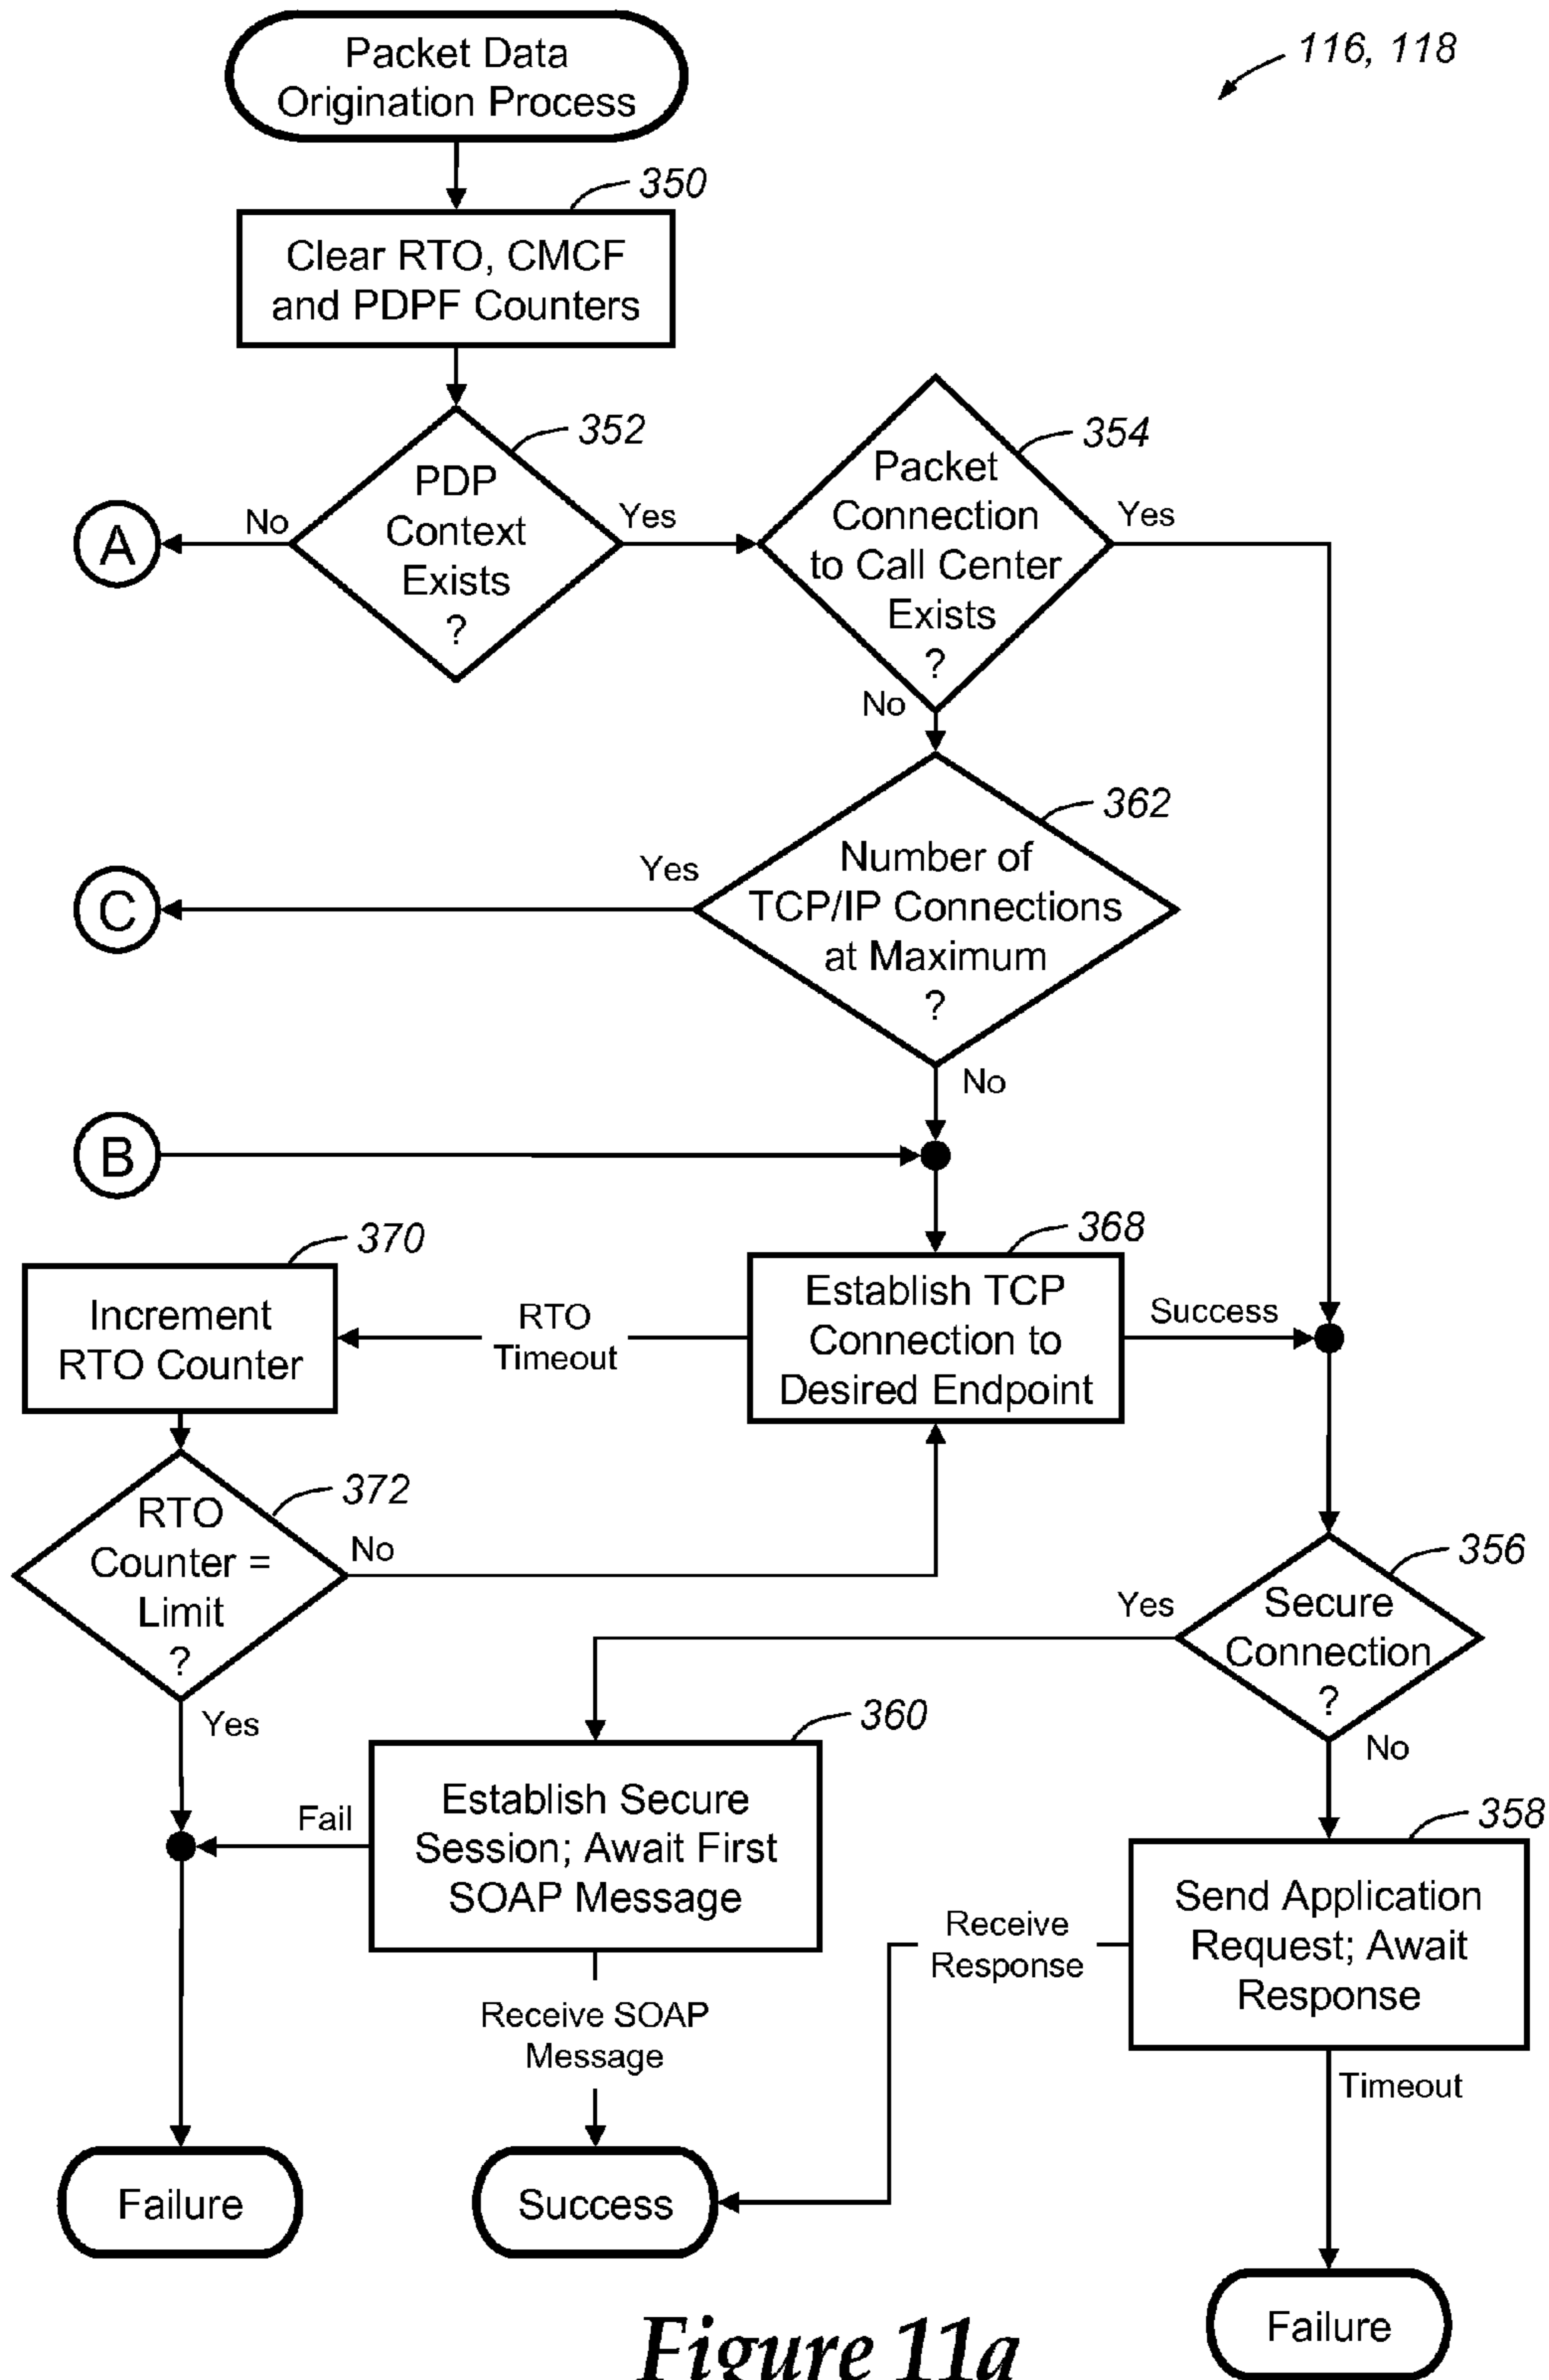 Packet Data
Origination Process
116, 118
350
Clear RTO, CMCF
and PDPF Counters
352
PDP
Context
Exists
?
No
Yes
A
354
Packet
Connection
to Call Center
Exists
?
Yes
No
362
Number of
TCP/IP Connections
at Maximum
?
Yes
C
No
B
368
Establish TCP
Connection to
Desired Endpoint
Success
RTO
Timeout
370
Increment
RTO Counter
372
RTO
Counter =
Limit
?
No
Yes
356
Secure
Connection
?
Yes
No
360
Establish Secure
Session; Await First
SOAP Message
Fail
Receive SOAP
Message
358
Send Application
Request; Await
Response
Receive
Response
Timeout
Failure
Success
Failure
Figure 11a